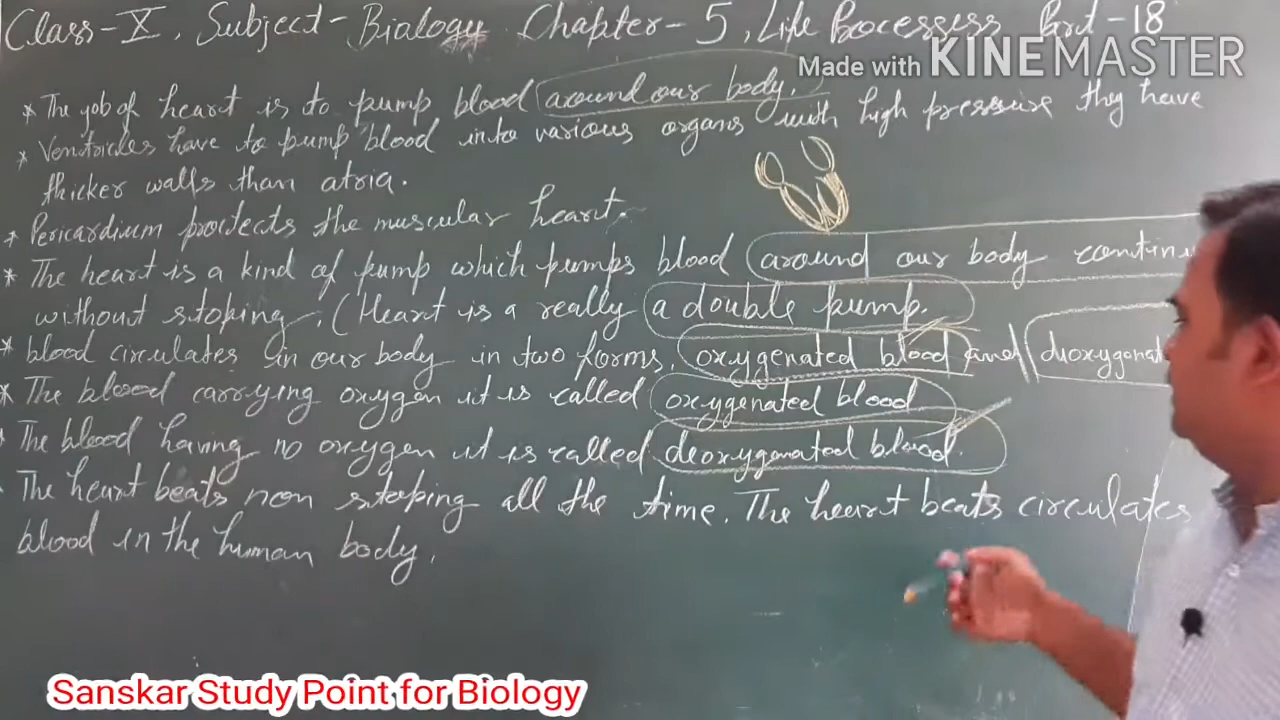 Class-X, Subject-Biology Chapter-5, Life Processess Part-18
Made with KINEMASTER
* The yob of heart is to pump blood around our body.
* Ventricles have to pump blood into various organs with high pressure they have
thicker walls than atria.
* Pericardium protects the muscular heart.
* The heart is a kind of pump which pumps blood around our body continu
without stoping. (Heart is a really a double pump.
* blood circulates in our body in two forms, oxygenated blood and deoxygenat
* The blood carrying oxygen it is called oxygenated blood
* The blood having no oxygen it is called deoxygenated blood.
The heart beats non stoping all the time. The heart beats circulates
blood in the human body.
Sanskar Study Point for Biology